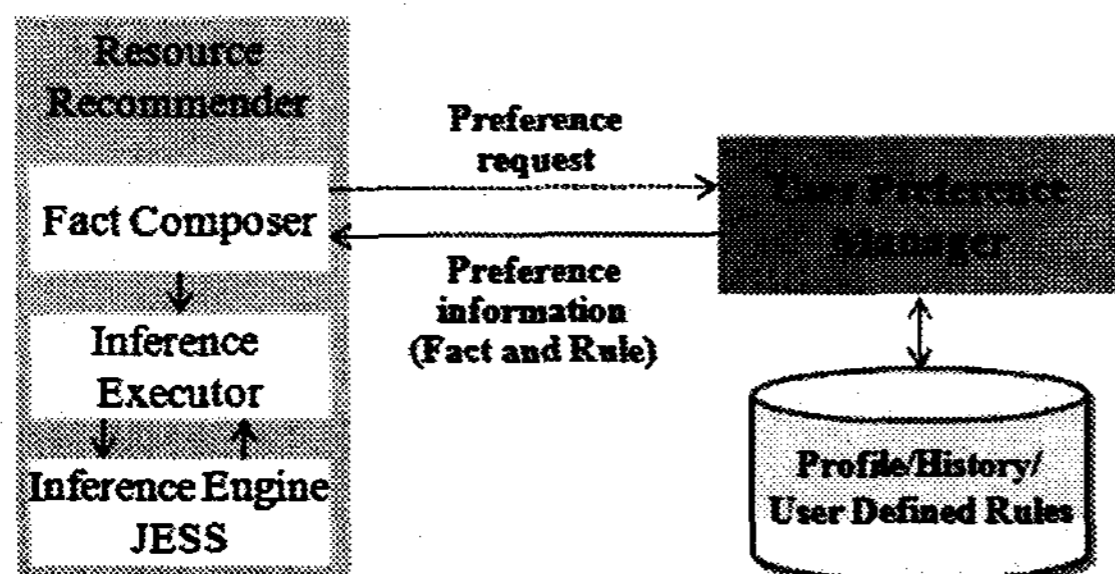 Resource
Recommender
Fact Composer
Inference
Executor
Inference Engine
JESS
Preference
request
Preference
information
(Fact and Rule)
User Preference
Manager
Profile/History/
User Defined Rules